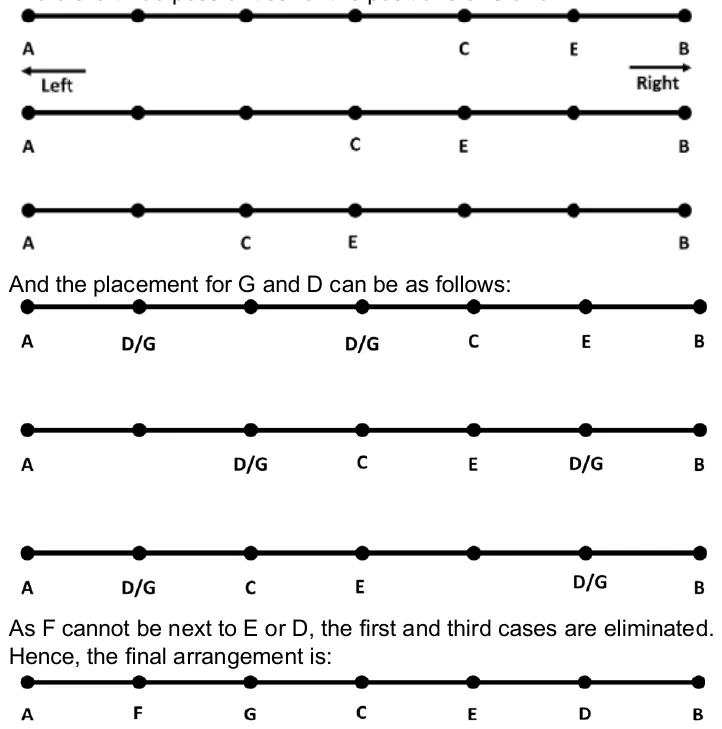 A C E B
Left Right
A C E B
A C E B
And the placement for G and D can be as follows:
A D/G D/G C E B
A D/G C E D/G B
A D/G C E D/G B
As F cannot be next to E or D, the first and third cases are eliminated.
Hence, the final arrangement is:
A F G C E D B